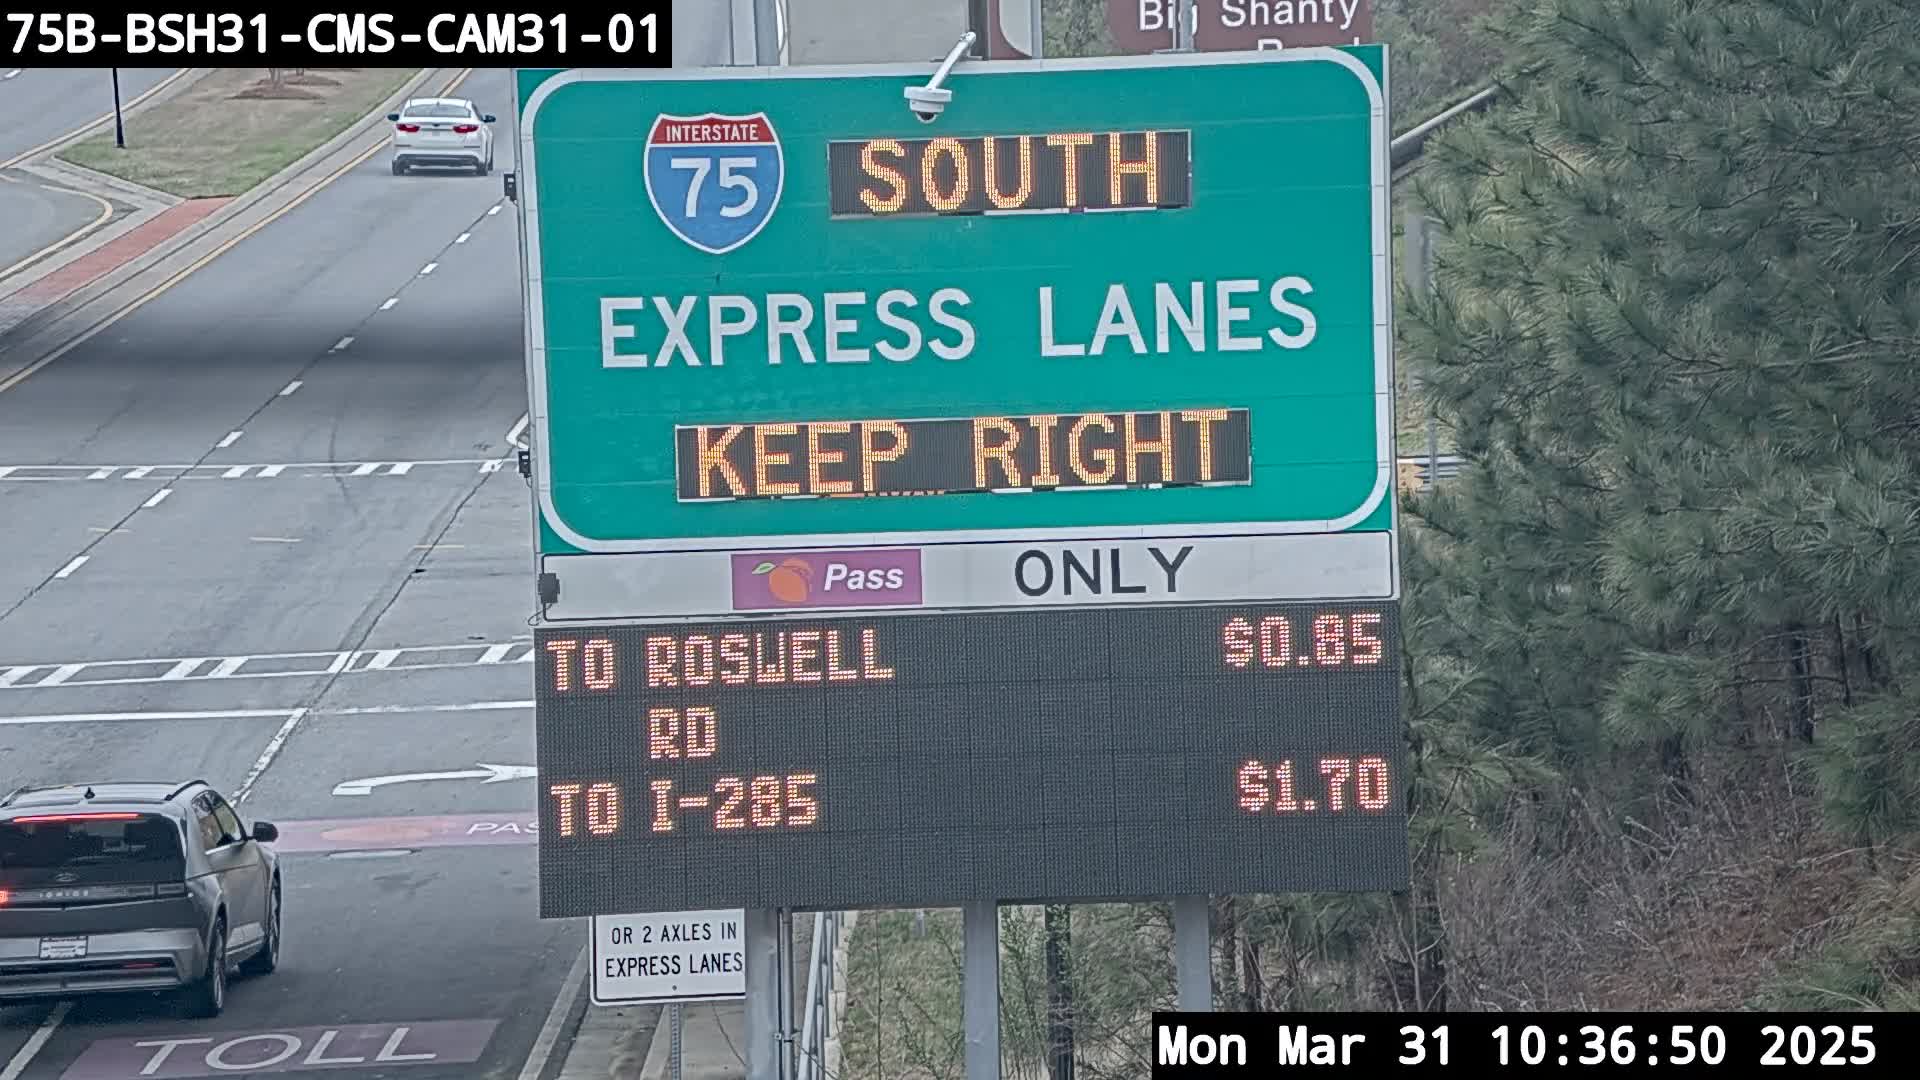 75B-BSH31-CMS-CAM31-01
Big Shanty
INTERSTATE
75
SOUTH
EXPRESS LANES
KEEP RIGHT
Pass
ONLY
TO ROSWELL $0.85
RD
TO I-285 $1.70
OR 2 AXLES IN
EXPRESS LANES
IONIQ5
TOLL
Mon Mar 31 10:36:50 2025